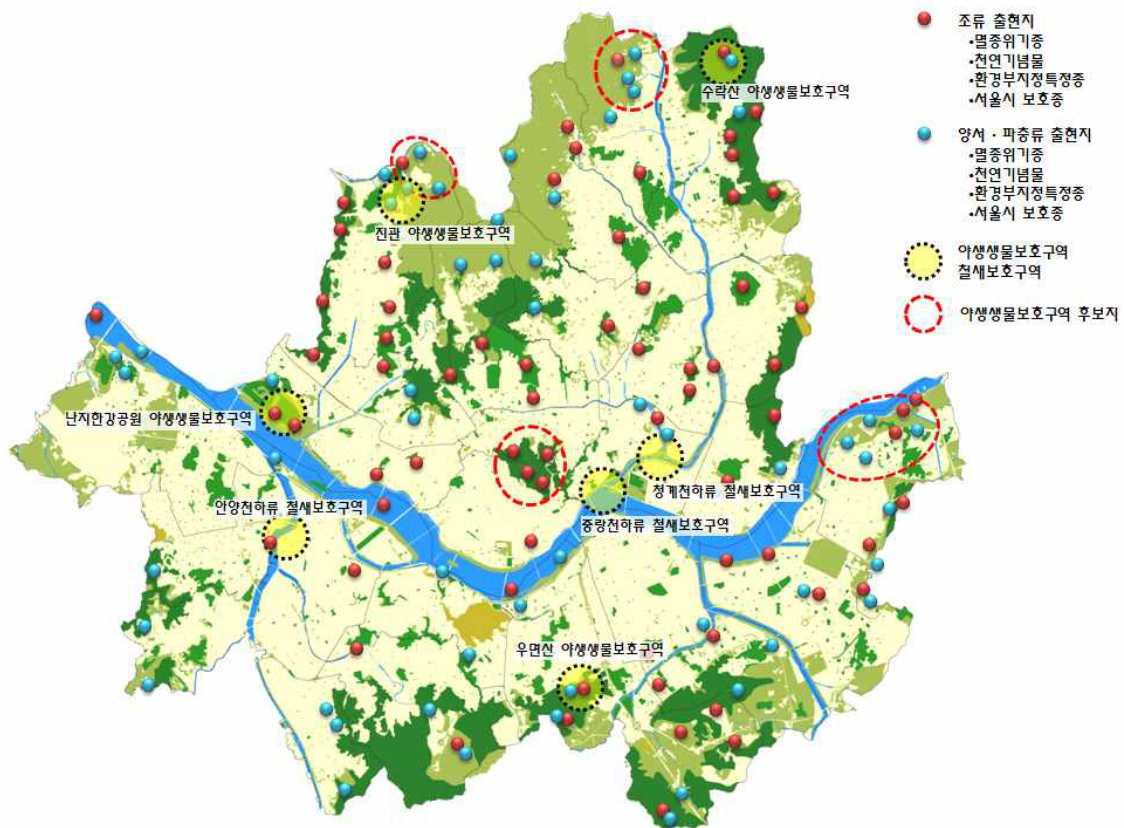 조류 출현지
•멸종위기종
•천연기념물
•환경부지정특정종
•서울시 보호종
양서 · 파충류 출현지
•멸종위기종
•천연기념물
•환경부지정특정종
•서울시 보호종
야생생물보호구역
철새보호구역
야생생물보호구역 후보지
수락산 야생생물보호구역
진관 야생생물보호구역
난지한강공원 야생생물보호구역
청계천하류 철새보호구역
안양천하류 철새보호구역
중랑천하류 철새보호구역
우면산 야생생물보호구역